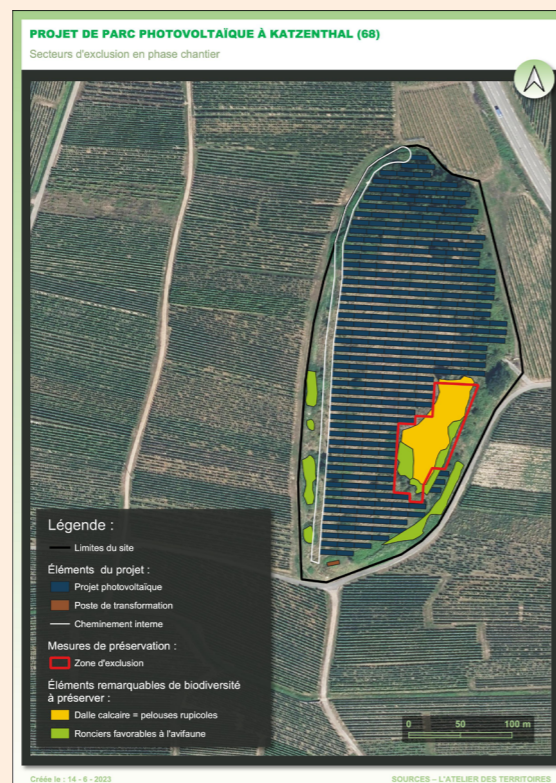 PROJET DE PARC PHOTOVOLTAÏQUE À KATZENTHAL (68)
Secteurs d'exclusion en phase chantier
Légende :
Limites du site
Éléments du projet :
Projet photovoltaïque
Poste de transformation
Cheminement interne
Mesures de préservation :
Zone d'exclusion
Éléments remarquables de biodiversité
à préserver :
Dalle calcaire = pelouses rupicoles
Ronciers favorables à l'avifaune
0 50 100 m
Créée le : 14 - 6 - 2023
SOURCES – L'ATELIER DES TERRITOIRES